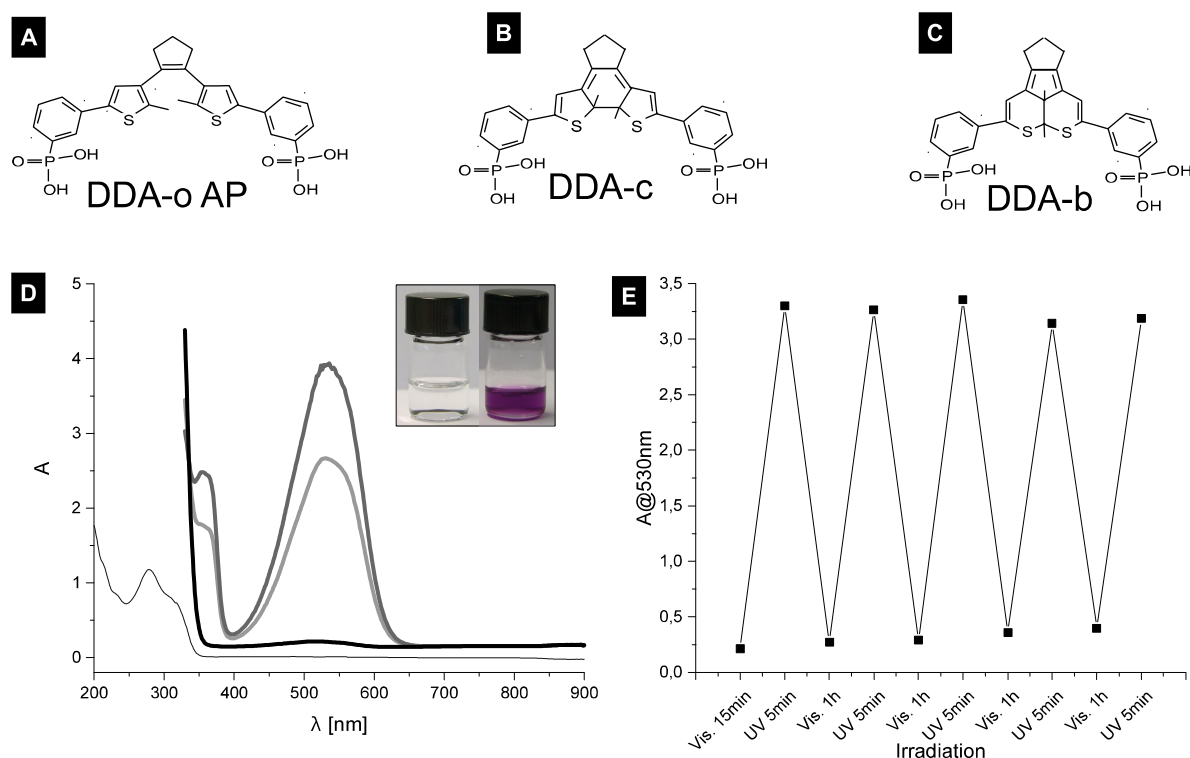 A
B
C
S
S
O=P
OH
OH
O=P
OH
OH
DDA-o AP
S
S
O=P
OH
OH
O=P
OH
OH
DDA-c
S
S
O=P
OH
OH
O=P
OH
OH
DDA-b
D
5
4
3
2
1
0
A
200
300
400
500
600
700
800
900
λ [nm]
E
3,5
3,0
2,5
2,0
1,5
1,0
0,5
0,0
A@530nm
Vis. 15min
UV 5min
Vis. 1h
UV 5min
Vis. 1h
UV 5min
Vis. 1h
UV 5min
Vis. 1h
UV 5min
Irradiation